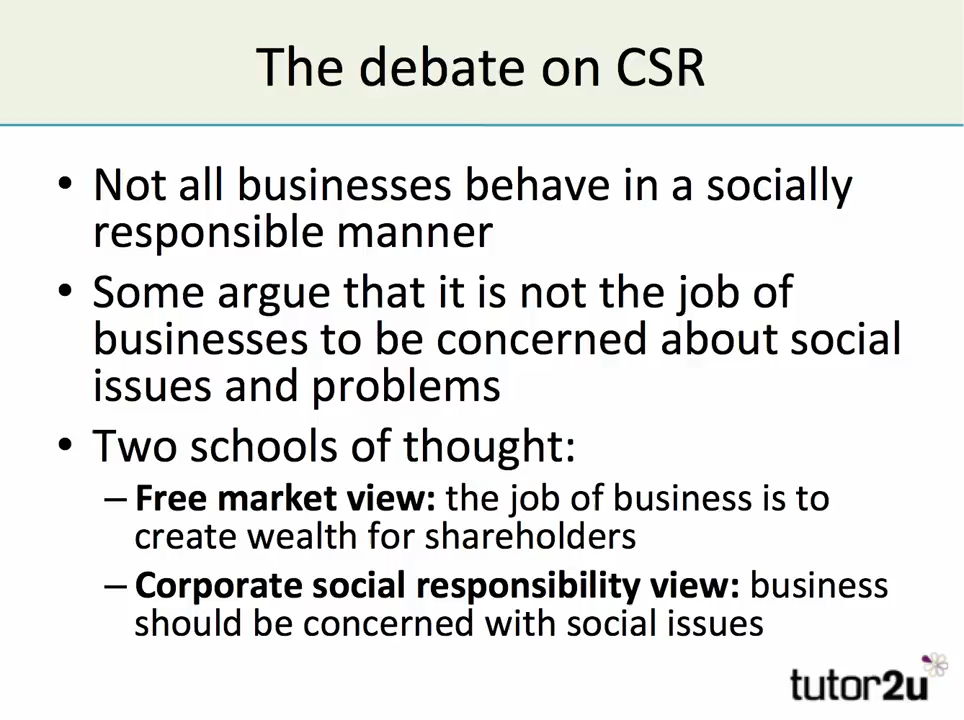 The debate on CSR
• Not all businesses behave in a socially
responsible manner
• Some argue that it is not the job of
businesses to be concerned about social
issues and problems
• Two schools of thought:
– Free market view: the job of business is to
create wealth for shareholders
– Corporate social responsibility view: business
should be concerned with social issues
tutor2u